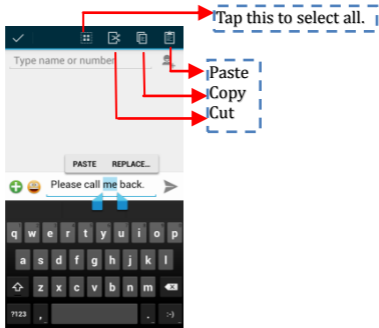 Tap this to select all.
Type name or number
Paste
Copy
Cut
PASTE REPLACE...
Please call me back.
q w e r t y u i o p
a s d f g h j k l
z x c v b n m
?123 , . :-)